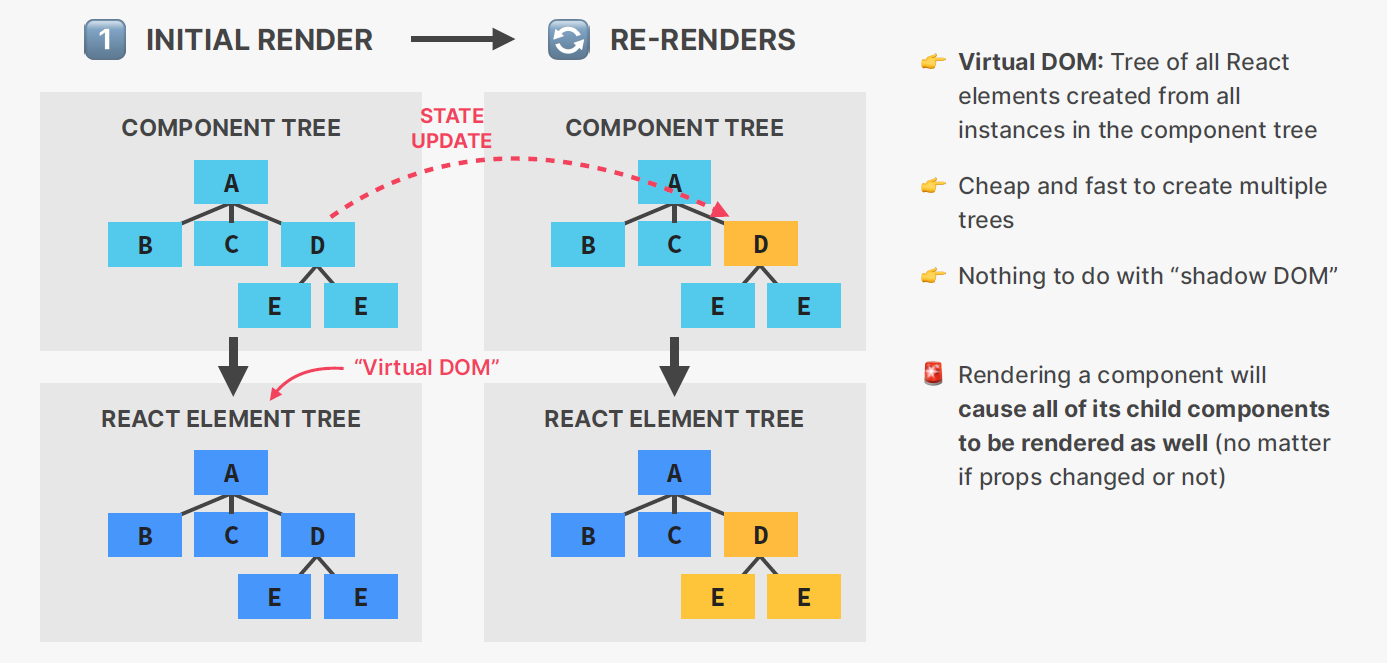 1 INITIAL RENDER
RE-RENDERS
COMPONENT TREE
A
B C D
E E
STATE
UPDATE
COMPONENT TREE
A
B C D
E E
“Virtual DOM”
REACT ELEMENT TREE
A
B C D
E E
REACT ELEMENT TREE
A
B C D
E E
Virtual DOM: Tree of all React
elements created from all
instances in the component tree
Cheap and fast to create multiple
trees
Nothing to do with “shadow DOM”
Rendering a component will
cause all of its child components
to be rendered as well (no matter
if props changed or not)